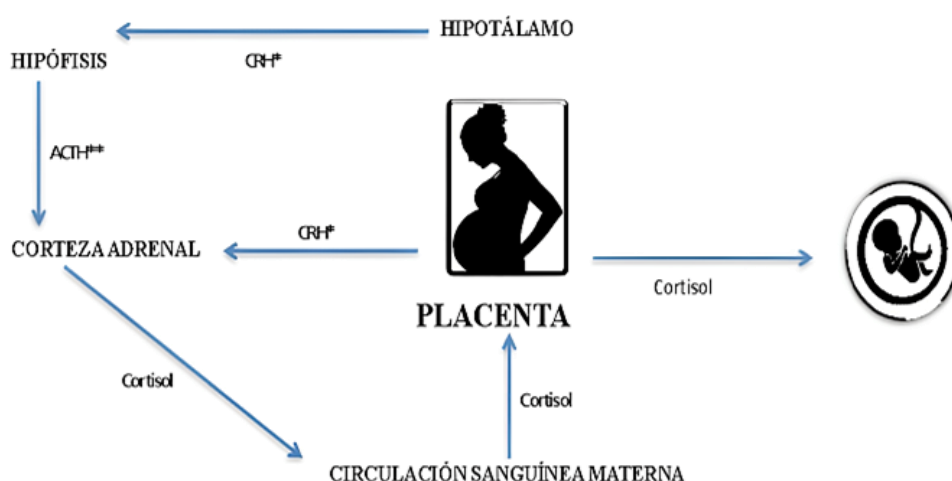 HIPOTÁLAMO
HIPÓFISIS
CRH*
ACTH**
CORTEZA ADRENAL
CRH*
Cortisol
PLACENTA
Cortisol
Cortisol
CIRCULACIÓN SANGUÍNEA MATERNA